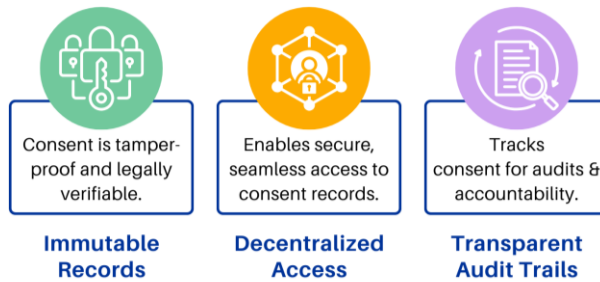 Consent is tamper-
proof and legally
verifiable.
Immutable
Records
Enables secure,
seamless access to
consent records.
Decentralized
Access
Tracks
consent for audits &
accountability.
Transparent
Audit Trails